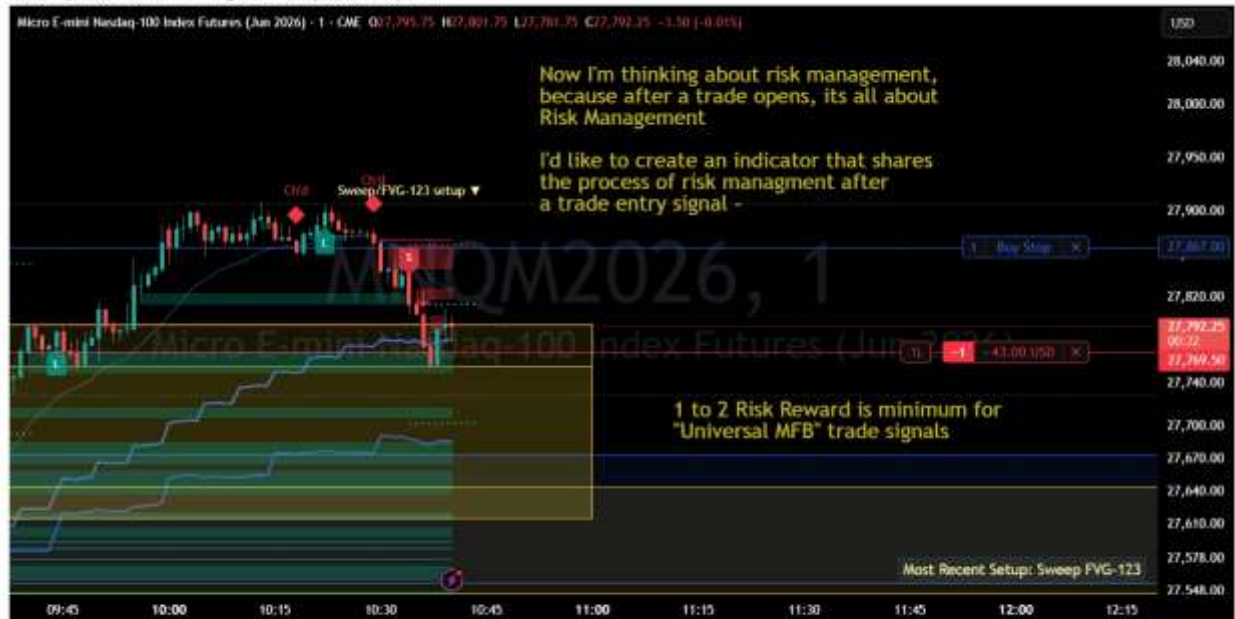 Micro E-mini Nasdaq-100 Index Futures (Jun 2026) · 1 · CME O27,795.75 H27,801.75 L27,781.75 C27,792.25 -3.50 (-0.01%)
USD
28,040.00
28,000.00
27,950.00
27,900.00
27,867.00
27,820.00
27,792.25
00:22
27,769.50
27,740.00
27,700.00
27,670.00
27,640.00
27,610.00
27,578.00
27,548.00
Now I'm thinking about risk management,
because after a trade opens, its all about
Risk Management
I'd like to create an indicator that shares
the process of risk managment after
a trade entry signal -
Sweep/FVG-123 setup ▼
L
S
L
1 Buy Stop X
TL -1 -43.00 USD X
MNQM2026, 1
Micro E-mini Nasdaq-100 Index Futures (Jun 2026)
1 to 2 Risk Reward is minimum for
"Universal MFB" trade signals
Most Recent Setup: Sweep FVG-123
09:45 10:00 10:15 10:30 10:45 11:00 11:15 11:30 11:45 12:00 12:15